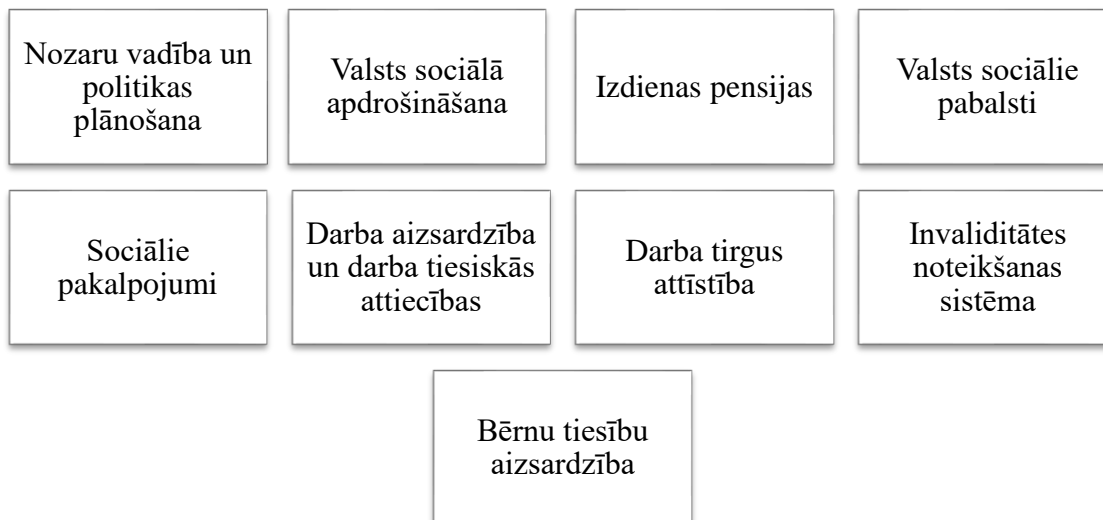 Nozaru vadība un
politikas
plānošana
Valsts sociālā
apdrošināšana
Izdienas pensijas
Valsts sociālie
pabalsti
Sociālie
pakalpojumi
Darba aizsardzība
un darba tiesiskās
attiecības
Darba tirgus
attīstība
Invaliditātes
noteikšanas
sistēma
Bērnu tiesību
aizsardzība